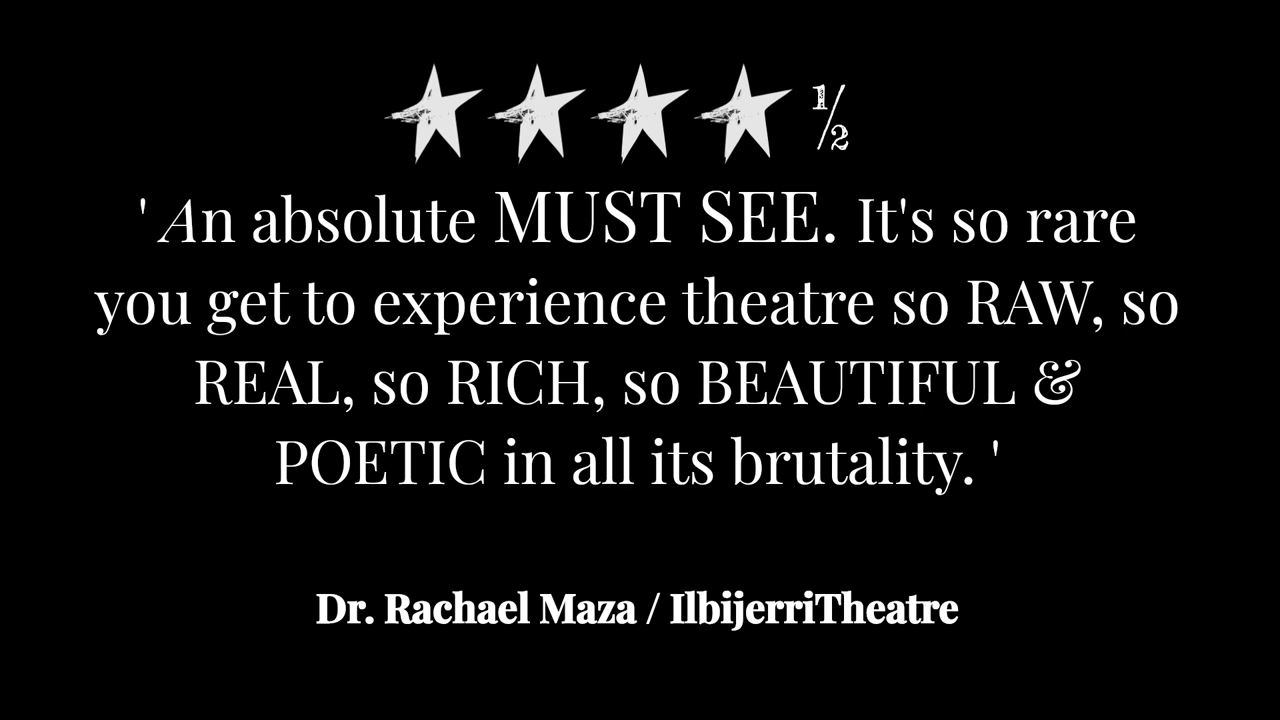 ½
' An absolute MUST SEE. It's so rare
you get to experience theatre so RAW, so
REAL, so RICH, so BEAUTIFUL &
POETIC in all its brutality. '
Dr. Rachael Maza / IlbijerriTheatre